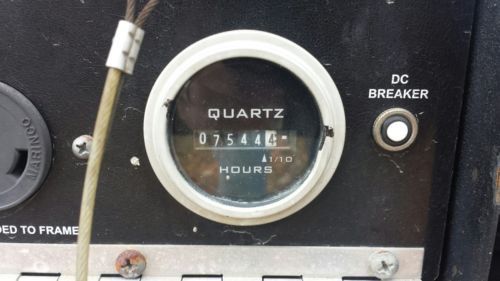 QUARTZ
075444
1/10
HOURS
DC
BREAKER
MARINCO
DED TO FRAME